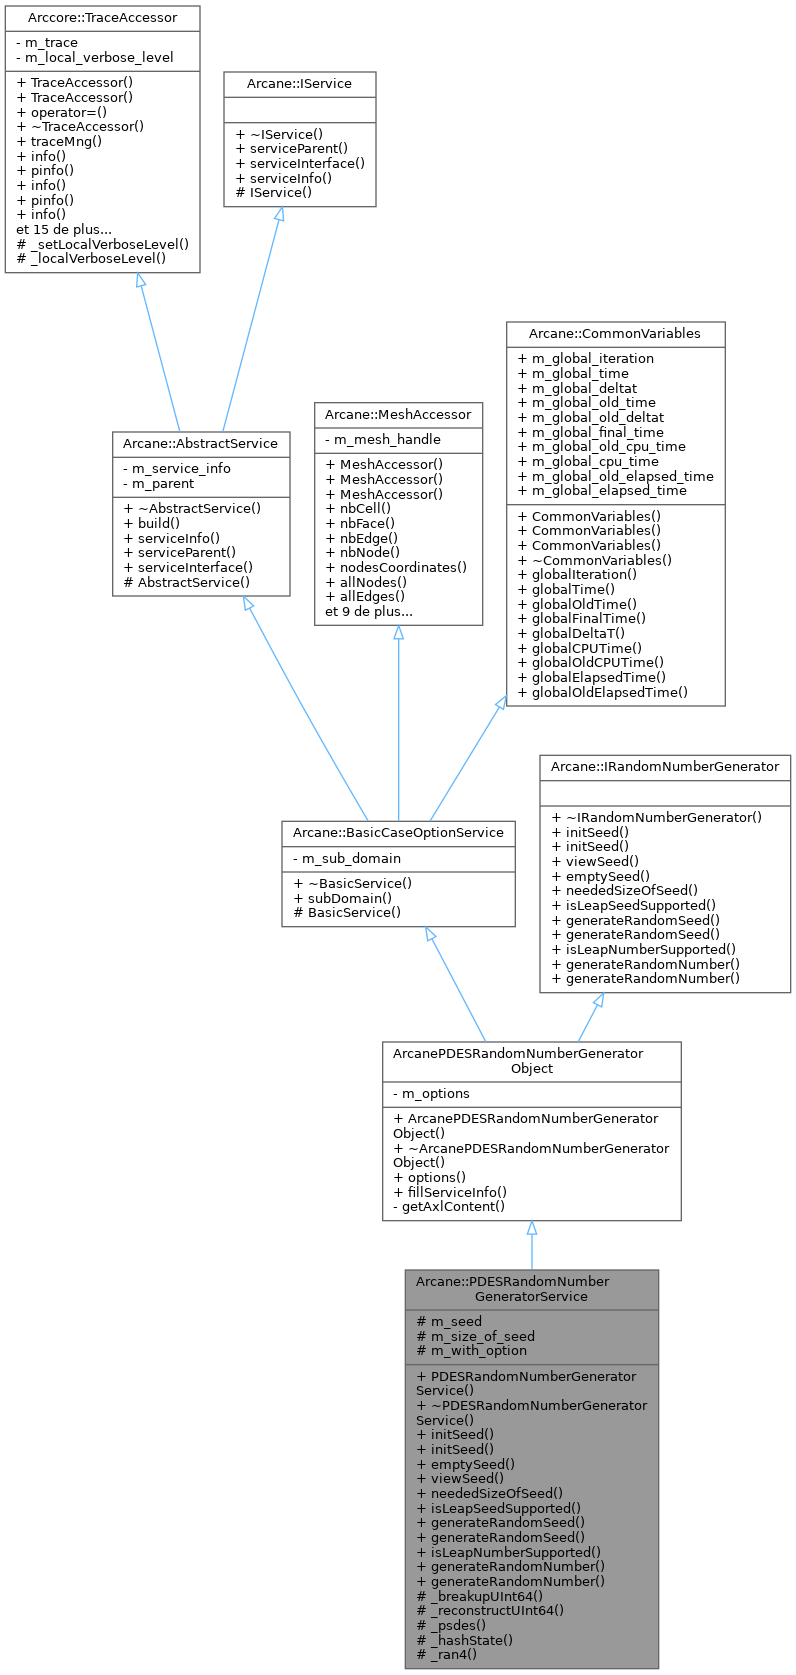 Arccore::TraceAccessor
- m_trace
- m_local_verbose_level
+ TraceAccessor()
+ TraceAccessor()
+ operator=()
+ ~TraceAccessor()
+ traceMng()
+ info()
+ pinfo()
+ info()
+ pinfo()
+ info()
et 15 de plus...
# _setLocalVerboseLevel()
# _localVerboseLevel()
Arcane::IService
+ ~IService()
+ serviceParent()
+ serviceInterface()
+ serviceInfo()
# IService()
Arcane::AbstractService
- m_service_info
- m_parent
+ ~AbstractService()
+ build()
+ serviceInfo()
+ serviceParent()
+ serviceInterface()
# AbstractService()
Arcane::MeshAccessor
- m_mesh_handle
+ MeshAccessor()
+ MeshAccessor()
+ MeshAccessor()
+ nbCell()
+ nbFace()
+ nbEdge()
+ nbNode()
+ nodesCoordinates()
+ allNodes()
+ allEdges()
et 9 de plus...
Arcane::CommonVariables
+ m_global_iteration
+ m_global_time
+ m_global_deltat
+ m_global_old_time
+ m_global_old_deltat
+ m_global_final_time
+ m_global_old_cpu_time
+ m_global_cpu_time
+ m_global_old_elapsed_time
+ m_global_elapsed_time
+ CommonVariables()
+ CommonVariables()
+ CommonVariables()
+ ~CommonVariables()
+ globalIteration()
+ globalTime()
+ globalOldTime()
+ globalFinalTime()
+ globalDeltaT()
+ globalCPUTime()
+ globalOldCPUTime()
+ globalElapsedTime()
+ globalOldElapsedTime()
Arcane::BasicCaseOptionService
- m_sub_domain
+ ~BasicService()
+ subDomain()
# BasicService()
Arcane::IRandomNumberGenerator
+ ~IRandomNumberGenerator()
+ initSeed()
+ initSeed()
+ viewSeed()
+ emptySeed()
+ neededSizeOfSeed()
+ isLeapSeedSupported()
+ generateRandomSeed()
+ generateRandomSeed()
+ isLeapNumberSupported()
+ generateRandomNumber()
+ generateRandomNumber()
ArcanePDESRandomNumberGenerator
Object
- m_options
+ ArcanePDESRandomNumberGenerator
Object()
+ ~ArcanePDESRandomNumberGenerator
Object()
+ options()
+ fillServiceInfo()
- getAxlContent()
Arcane::PDESRandomNumber
GeneratorService
# m_seed
# m_size_of_seed
# m_with_option
+ PDESRandomNumberGenerator
Service()
+ ~PDESRandomNumberGenerator
Service()
+ initSeed()
+ initSeed()
+ emptySeed()
+ viewSeed()
+ neededSizeOfSeed()
+ isLeapSeedSupported()
+ generateRandomSeed()
+ generateRandomSeed()
+ isLeapNumberSupported()
+ generateRandomNumber()
+ generateRandomNumber()
# _breakupUInt64()
# _reconstructUInt64()
# _psdes()
# _hashState()
# _ran4()